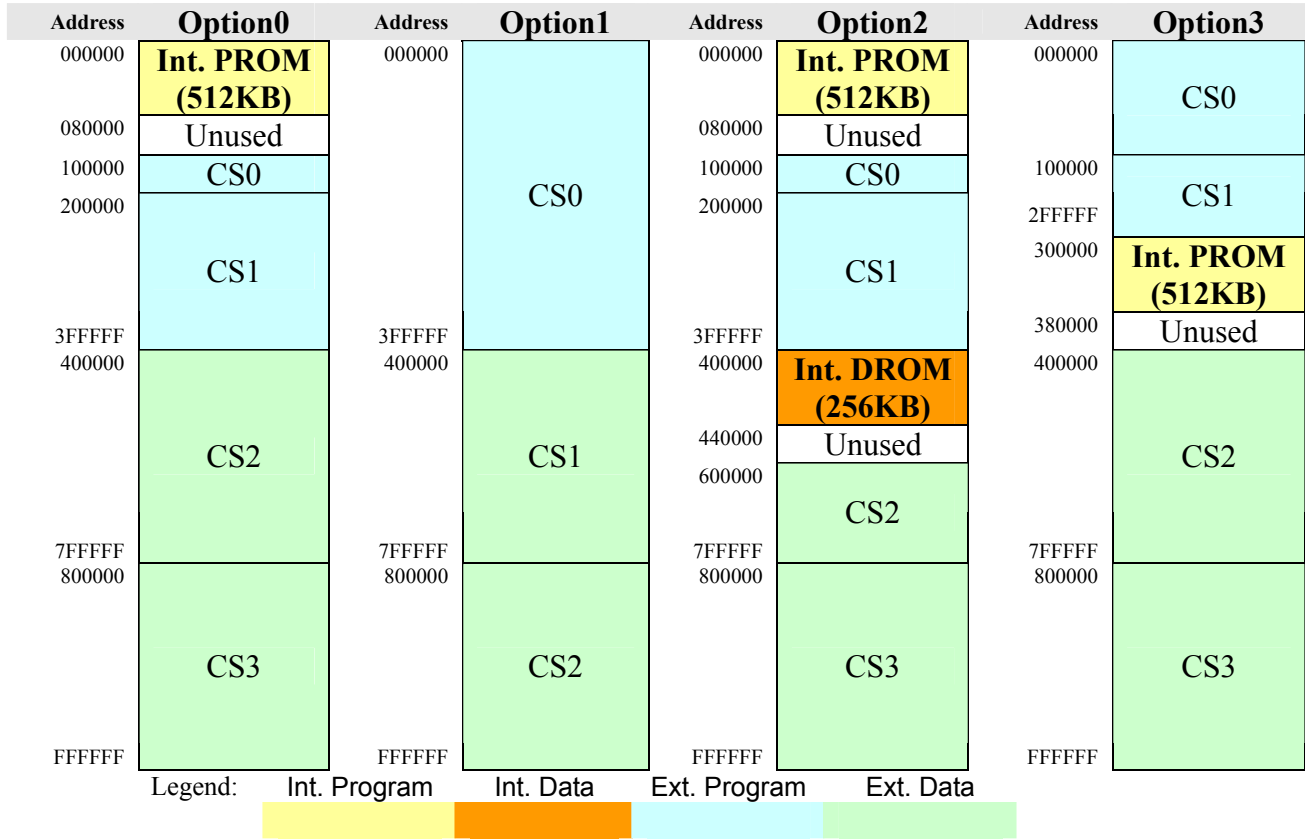 Address Option0 Address Option1 Address Option2 Address Option3
000000 Int. PROM 000000 000000 Int. PROM 000000
(512KB) (512KB) CS0
080000 Unused 080000 Unused
100000 CS0 100000 CS0 100000
200000 CS0 200000 CS1
2FFFFF
CS1 CS1 300000 Int. PROM
(512KB)
3FFFFF 3FFFFF 3FFFFF 380000 Unused
400000 400000 400000 Int. DROM 400000
(256KB)
CS2 CS1 440000 Unused CS2
600000
CS2
7FFFFF 7FFFFF 7FFFFF 7FFFFF
800000 800000 800000 800000
CS3 CS2 CS3 CS3
FFFFFF FFFFFF FFFFFF FFFFFF
Legend: Int. Program Int. Data Ext. Program Ext. Data